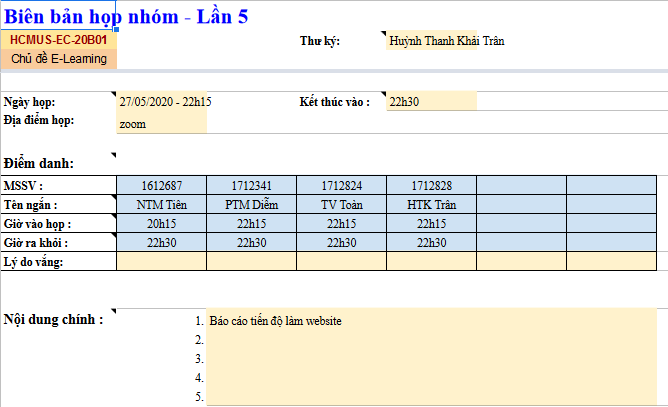 Biên bản họp nhóm - Lần 5
HCMUS-EC-20B01 Thư ký: Huỳnh Thanh Khải Trân
Chủ đề E-Learning
Ngày họp: 27/05/2020 - 22h15 Kết thúc vào : 22h30
Địa điểm họp: zoom
Điểm danh:
MSSV : 1612687 1712341 1712824 1712828
Tên ngắn : NTM Tiên PTM Diễm TV Toàn HTK Trân
Giờ vào họp : 20h15 22h15 22h15 22h15
Giờ ra khỏi : 22h30 22h30 22h30 22h30
Lý do vắng:
Nội dung chính : 1. Báo cáo tiến độ làm website
2.
3.
4.
5.